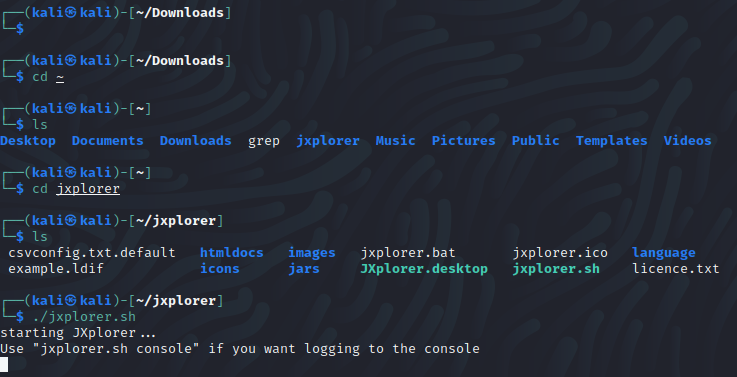 ┌──(kali㉿kali)-[~/Downloads]
└─$
┌──(kali㉿kali)-[~/Downloads]
└─$ cd ~
┌──(kali㉿kali)-[~]
└─$ ls
Desktop Documents Downloads grep jxplorer Music Pictures Public Templates Videos
┌──(kali㉿kali)-[~]
└─$ cd jxplorer
┌──(kali㉿kali)-[~/jxplorer]
└─$ ls
csvconfig.txt.default htmldocs images jxplorer.bat jxplorer.ico language
example.ldif icons jars JXplorer.desktop jxplorer.sh licence.txt
┌──(kali㉿kali)-[~/jxplorer]
└─$ ./jxplorer.sh
starting JXplorer...
Use "jxplorer.sh console" if you want logging to the console